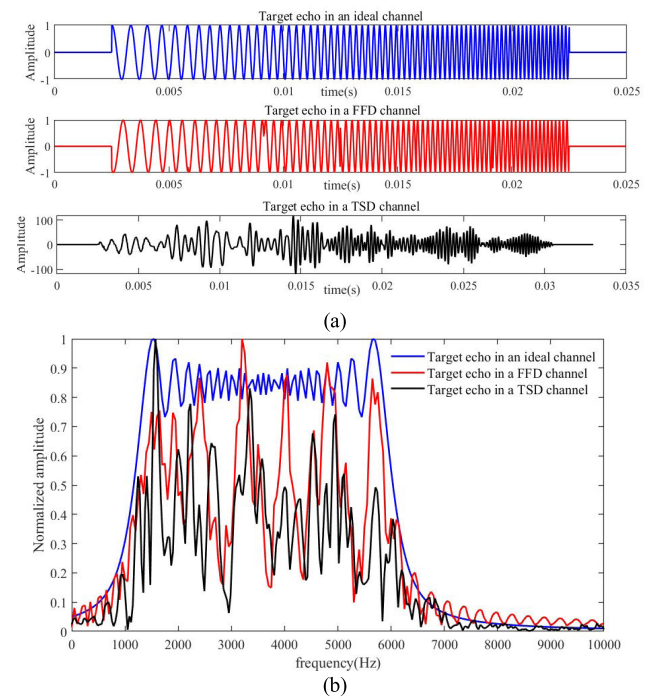 Target echo in an ideal channel
1
0
-1
Amplitude
0 0.005 0.01 0.015 0.02 0.025
time(s)
Target echo in a FFD channel
1
0
-1
Amplitude
0 0.005 0.01 0.015 0.02 0.025
time(s)
Target echo in a TSD channel
100
0
-100
Amplitude
0 0.005 0.01 0.015 0.02 0.025 0.03 0.035
time(s)
(a)
1
0.9
0.8
0.7
0.6
0.5
0.4
0.3
0.2
0.1
0
Normalized amplitude
Target echo in an ideal channel
Target echo in a FFD channel
Target echo in a TSD channel
0 1000 2000 3000 4000 5000 6000 7000 8000 9000 10000
frequency(Hz)
(b)